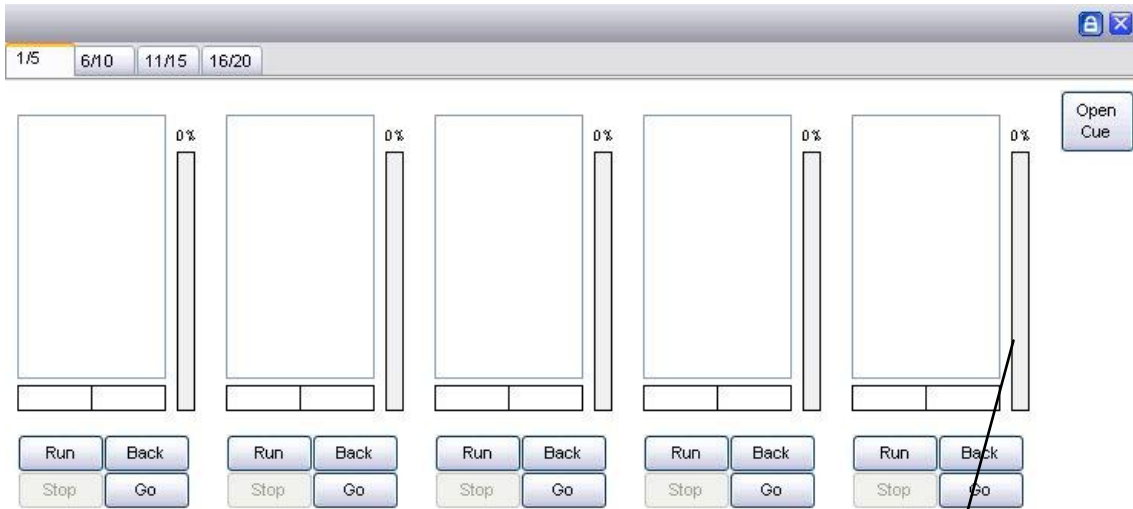 1/5 6/10 11/15 16/20
Open
Cue
0% 0% 0% 0% 0%
Run Back Run Back Run Back Run Back Run Back
Stop Go Stop Go Stop Go Stop Go Stop Go